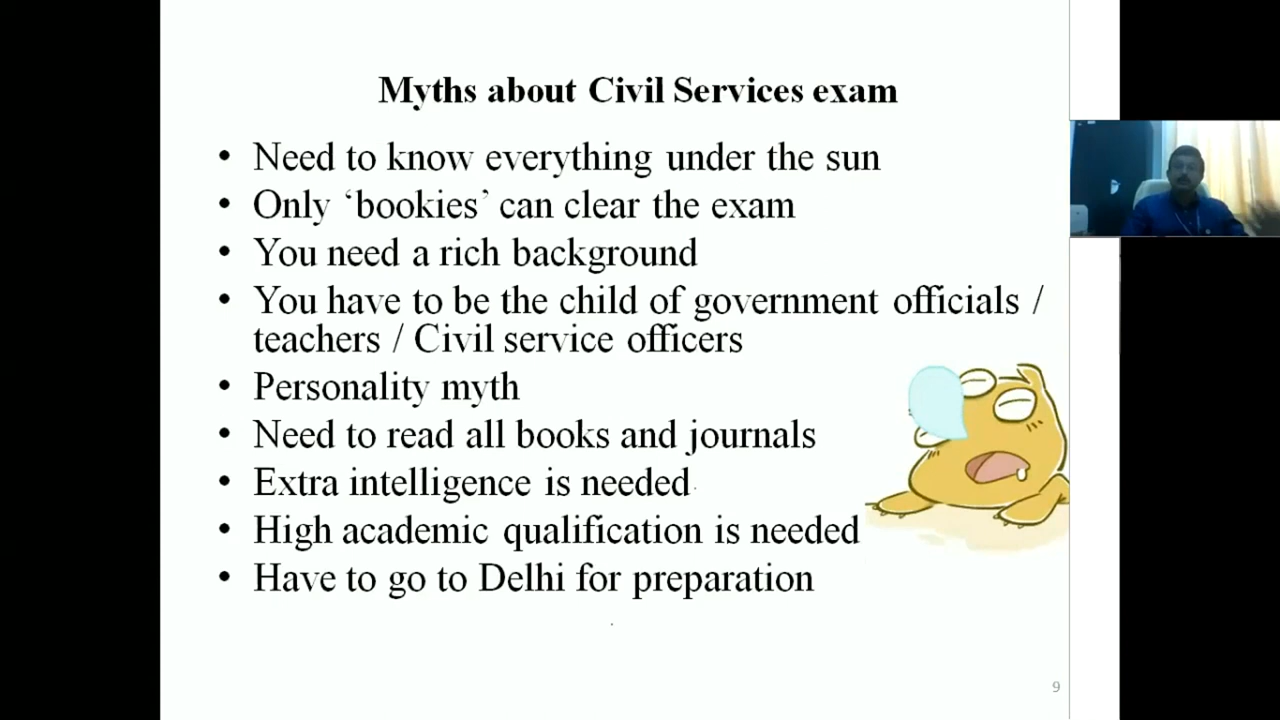 Myths about Civil Services exam
• Need to know everything under the sun
• Only ‘bookies’ can clear the exam
• You need a rich background
• You have to be the child of government officials /
teachers / Civil service officers
• Personality myth
• Need to read all books and journals
• Extra intelligence is needed
• High academic qualification is needed
• Have to go to Delhi for preparation
9